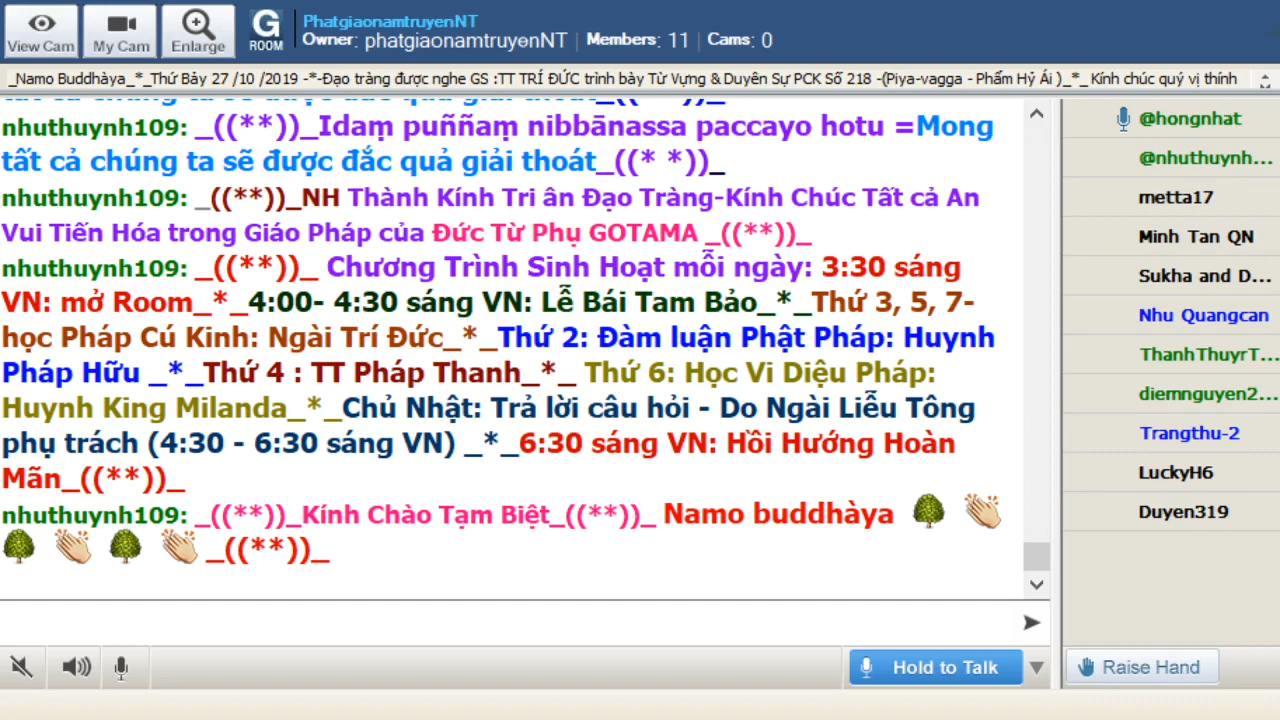 View Cam
My Cam
Enlarge
G
ROOM
PhatgiaonamtruyenNT
Owner: phatgiaonamtruyenNT | Members: 11 | Cams: 0
_Namo Buddhàya_*_Thứ Bảy 27 /10 /2019 -*-Đạo tràng được nghe GS :TT TRÍ ĐỨC trình bày Từ Vựng & Duyên Sự PCK Số 218 -(Piya-vagga - Phẩm Hỷ Ái )_*_Kính chúc quý vị thính
nhuthuynh109: _((**))_Idaṃ puññaṃ nibbānassa paccayo hotu =Mong
tất cả chúng ta sẽ được đắc quả giải thoát_((* *))_
nhuthuynh109: _((**))_NH Thành Kính Tri ân Đạo Tràng-Kính Chúc Tất cả An
Vui Tiến Hóa trong Giáo Pháp của Đức Từ Phụ GOTAMA _((**))_
nhuthuynh109: _((**))_ Chương Trình Sinh Hoạt mỗi ngày: 3:30 sáng
VN: mở Room_*_4:00- 4:30 sáng VN: Lễ Bái Tam Bảo_*_Thứ 3, 5, 7-
học Pháp Cú Kinh: Ngài Trí Đức_*_Thứ 2: Đàm luận Phật Pháp: Huynh
Pháp Hữu _*_Thứ 4 : TT Pháp Thanh_*_ Thứ 6: Học Vi Diệu Pháp:
Huynh King Milanda_*_Chủ Nhật: Trả lời câu hỏi - Do Ngài Liễu Tông
phụ trách (4:30 - 6:30 sáng VN) _*_6:30 sáng VN: Hồi Hướng Hoàn
Mãn_((**))_
nhuthuynh109: _((**))_Kính Chào Tạm Biệt_((**))_ Namo buddhàya
_((**))_
@hongnhat
@nhuthuynh...
metta17
Minh Tan QN
Sukha and D...
Nhu Quangcan
ThanhThuyrT...
diemnguyen2...
Trangthu-2
LuckyH6
Duyen319
Hold to Talk
Raise Hand